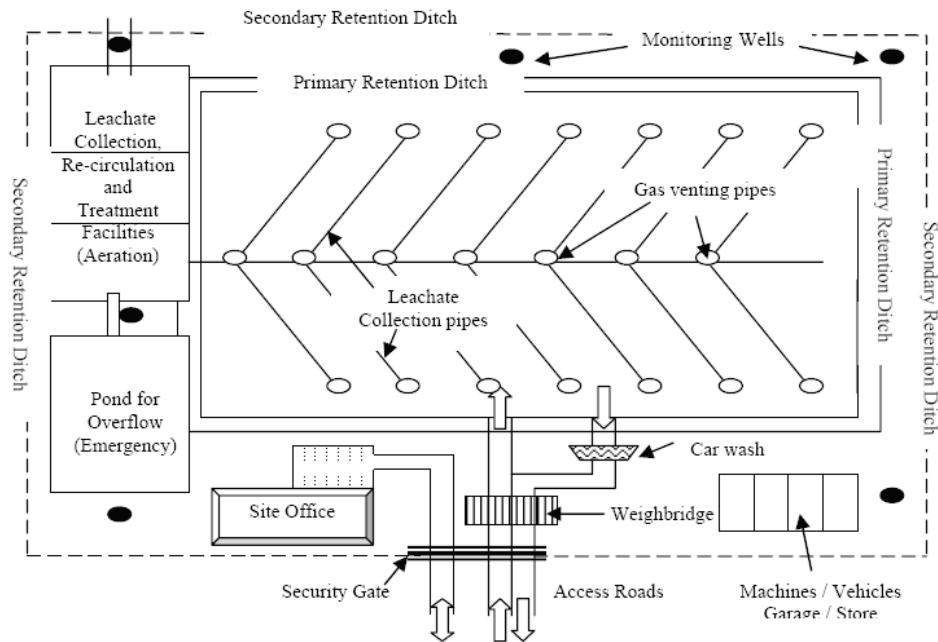 Secondary Retention Ditch
Monitoring Wells
Primary Retention Ditch
Leachate
Collection,
Re-circulation
and
Treatment
Facilities
(Aeration)
Secondary Retention Ditch
Gas venting pipes
Primary Retention Ditch
Secondary Retention Ditch
Leachate
Collection pipes
Pond for
Overflow
(Emergency)
Car wash
Site Office
Weighbridge
Security Gate
Access Roads
Machines / Vehicles
Garage / Store